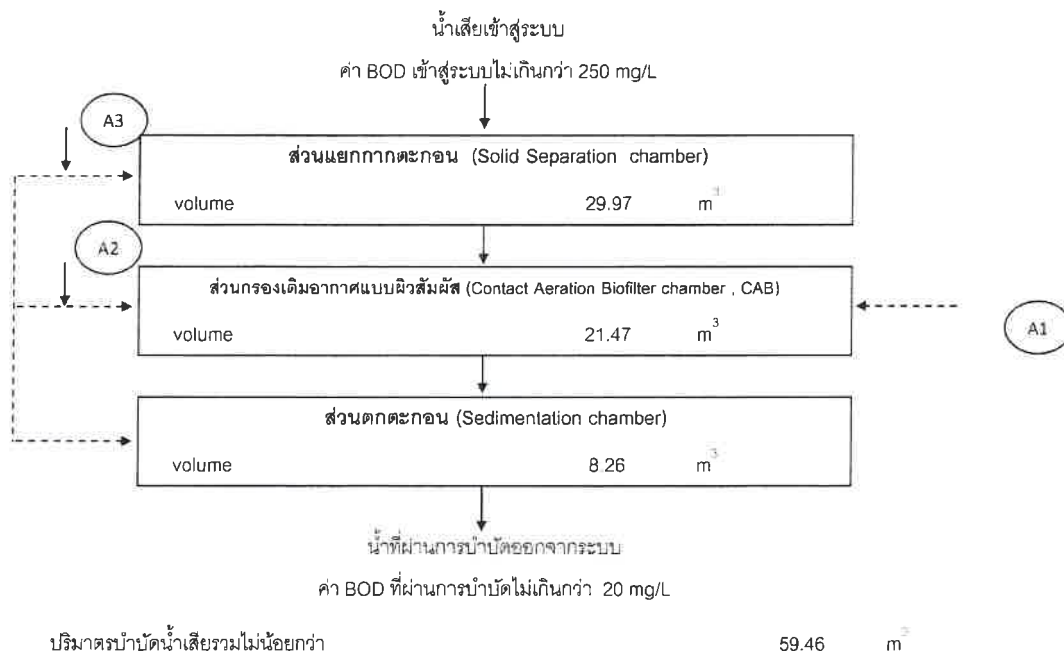 น้ำเสียเข้าสู่ระบบ
ค่า BOD เข้าสู่ระบบไม่เกินกว่า 250 mg/L
A3
ส่วนแยกกากตะกอน (Solid Separation chamber)
volume 29.97 m³
A2
ส่วนกรองเติมอากาศแบบผิวสัมผัส (Contact Aeration Biofilter chamber , CAB)
volume 21.47 m³
A1
ส่วนตกตะกอน (Sedimentation chamber)
volume 8.26 m³
น้ำที่ผ่านการบำบัดออกจากระบบ
ค่า BOD ที่ผ่านการบำบัดไม่เกินกว่า 20 mg/L
ปริมาตรบำบัดน้ำเสียรวมไม่น้อยกว่า 59.46 m³